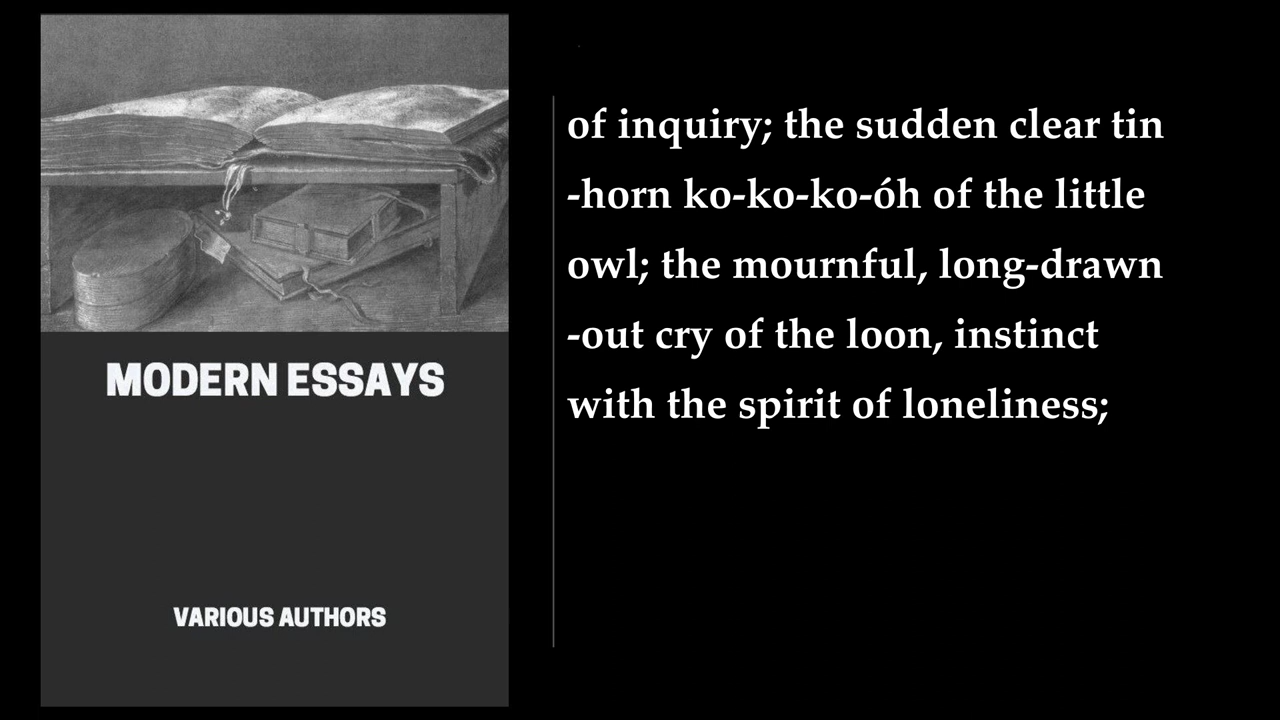 MODERN ESSAYS
VARIOUS AUTHORS
of inquiry; the sudden clear tin
-horn ko-ko-ko-óh of the little
owl; the mournful, long-drawn
-out cry of the loon, instinct
with the spirit of loneliness;